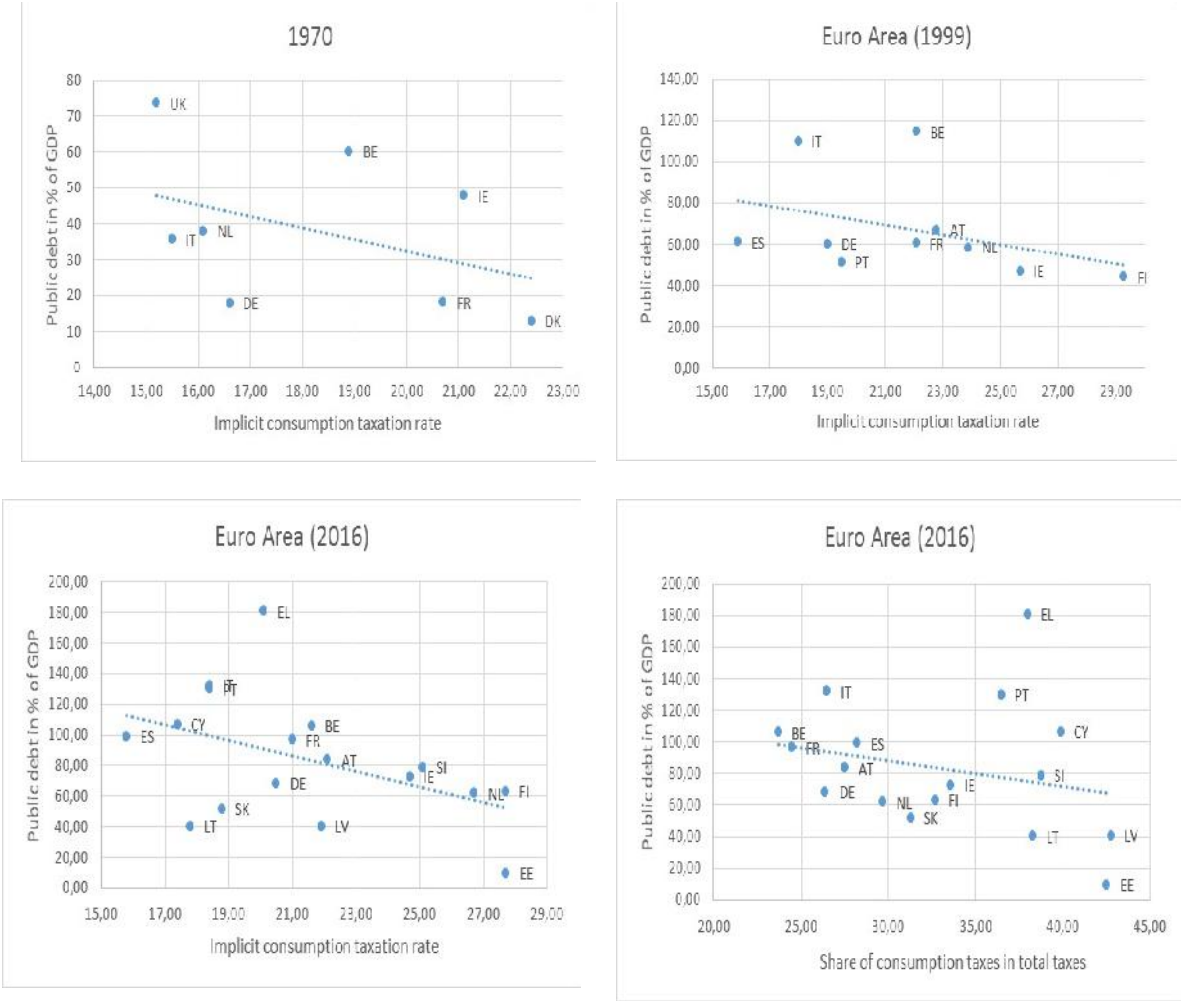 1970
Public debt in % of GDP
80
70
60
50
40
30
20
10
0
UK
BE
IE
NL
IT
DE
FR
DK
14,00 15,00 16,00 17,00 18,00 19,00 20,00 21,00 22,00 23,00
Implicit consumption taxation rate
Euro Area (1999)
Public debt in % of GDP
140.00
120.00
100.00
80.00
60.00
40.00
20.00
0,00
BE
IT
AT
ES
DE
FR
NL
PT
IE
FI
15,00 17,00 19,00 21,00 23,00 25,00 27,00 29,00
Implicit consumption taxation rate
Euro Area (2016)
Public debt in % of GDP
200,00
180,00
160,00
140,00
120,00
100,00
80,00
60,00
40,00
20,00
0,00
EL
PT
CY
BE
ES
FR
AT
SI
IE
DE
NL
FI
SK
LT
LV
EE
15,00 17,00 19,00 21,00 23,00 25,00 27,00 29,00
Implicit consumption taxation rate
Euro Area (2016)
Public debt in % of GDP
200,00
180,00
160,00
140,00
120,00
100,00
80,00
60,00
40,00
20,00
0,00
EL
IT
PT
BE
CY
FR
ES
AT
SI
IE
DE
NL
FI
SK
LT
LV
EE
20,00 25,00 30,00 35,00 40,00 45,00
Share of consumption taxes in total taxes